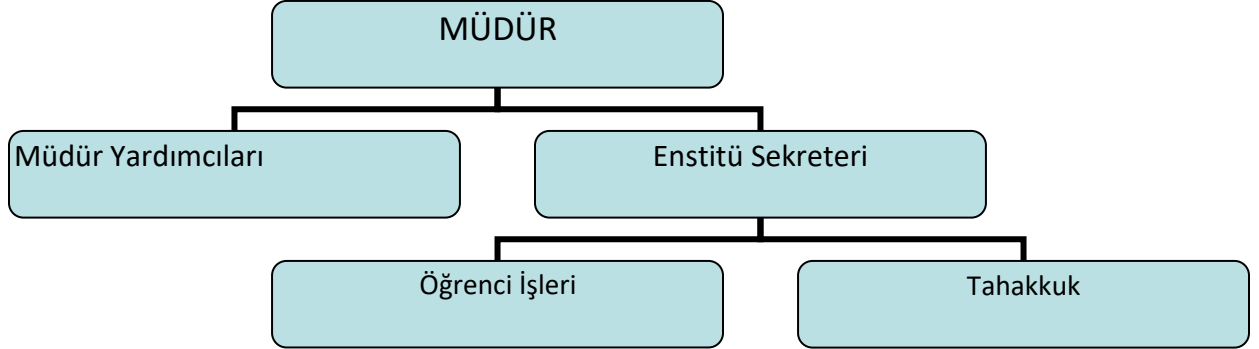 MÜDÜR
Müdür Yardımcıları
Enstitü Sekreteri
Öğrenci İşleri
Tahakkuk